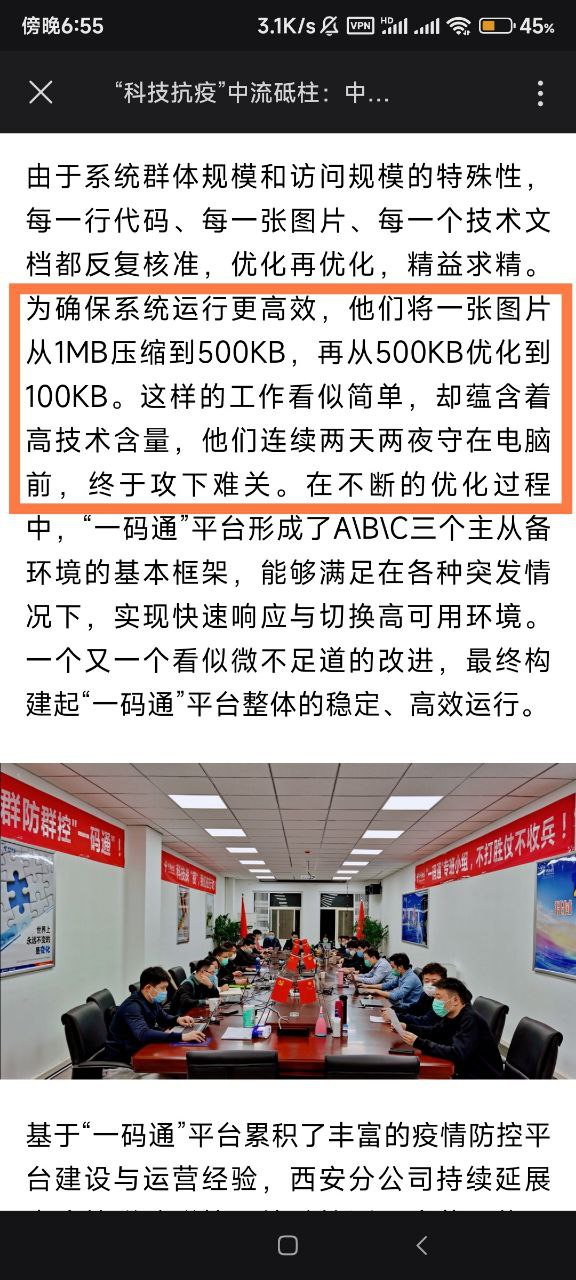 傍晚6:55
3.1K/s
VPN
HD
45%
“科技抗疫”中流砥柱：中...
由于系统群体规模和访问规模的特殊性，
每一行代码、每一张图片、每一个技术文
档都反复核准，优化再优化，精益求精。
为确保系统运行更高效，他们将一张图片
从1MB压缩到500KB，再从500KB优化到
100KB。这样的工作看似简单，却蕴含着
高技术含量，他们连续两天两夜守在电脑
前，终于攻下难关。在不断的优化过程
中，“一码通”平台形成了A\B\C三个主从备
环境的基本框架，能够满足在各种突发情
况下，实现快速响应与切换高可用环境。
一个又一个看似微不足道的改进，最终构
建起“一码通”平台整体的稳定、高效运行。
群防群控“一码通”！
“一码通”专班小组，不打胜仗不收兵！
世界上
永远不变的
是变化
基于“一码通”平台累积了丰富的疫情防控平
台建设与运营经验，西安分公司持续延展